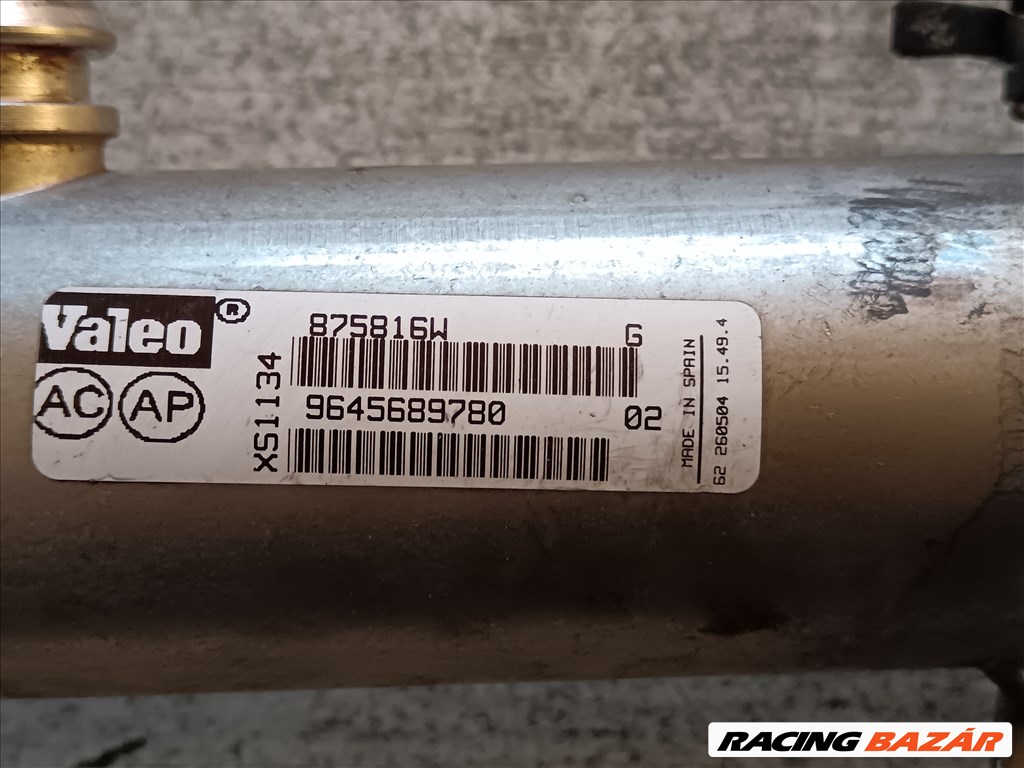 Valeo ®
875816W G
XS1134
9645689780 02
AC AP
MADE IN SPAIN
62 260504 15.49.4
RACING BAZÁR